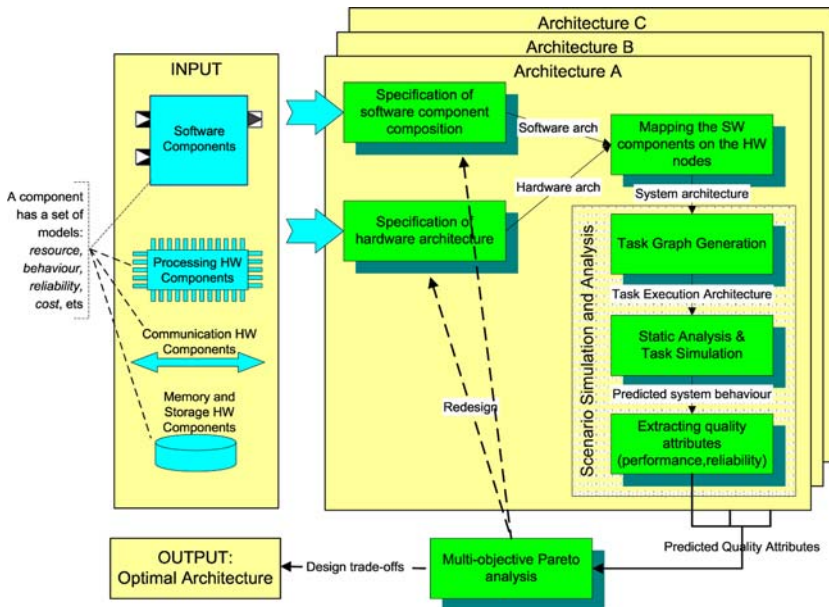 Architecture C
Architecture B
Architecture A
INPUT
Software
Components
Processing HW
Components
Communication HW
Components
Memory and
Storage HW
Components
A component
has a set of
models:
resource,
behaviour,
reliability,
cost, ets
Specification of
software component
composition
Software arch
Hardware arch
Specification of
hardware architecture
Mapping the SW
components on the HW
nodes
System architecture
Scenario Simulation and Analysis
Task Graph Generation
Task Execution Architecture
Static Analysis &
Task Simulation
Predicted system behaviour
Extracting quality
attributes
(performance,reliability)
Redesign
Predicted Quality Attributes
Multi-objective Pareto
analysis
Design trade-offs
OUTPUT:
Optimal Architecture